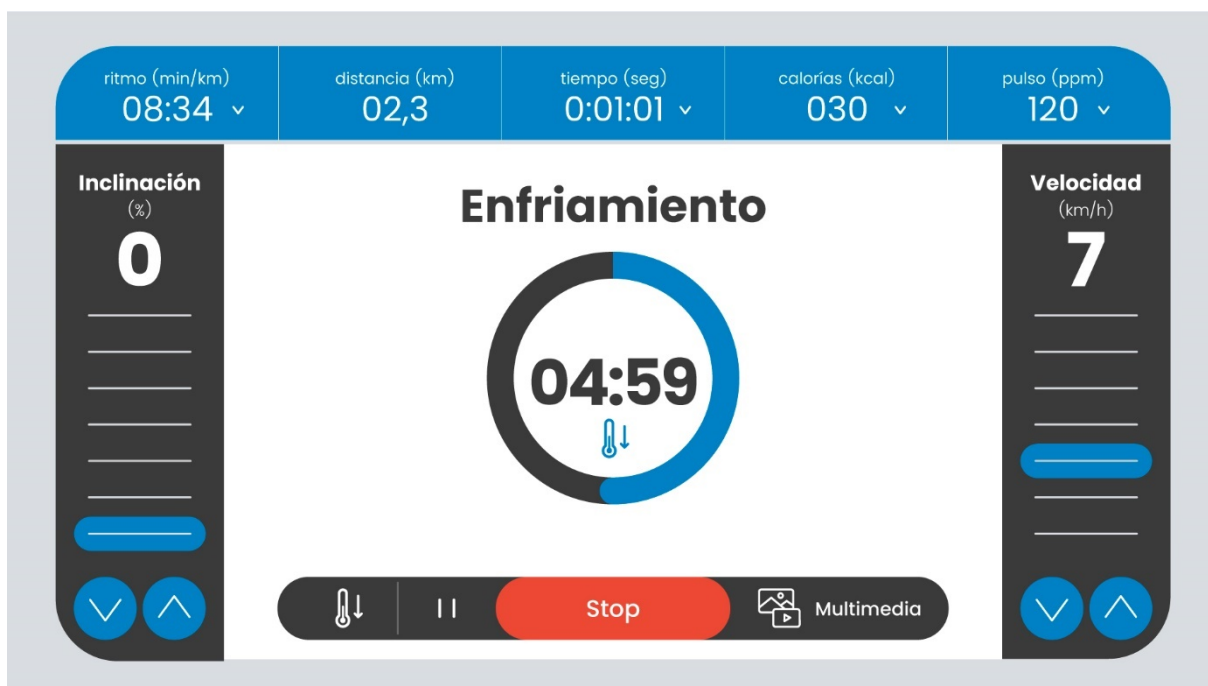 ritmo (min/km)
08:34
distancia (km)
02,3
tiempo (seg)
0:01:01
calorías (kcal)
030
pulso (ppm)
120
Inclinación
(%)
0
Enfriamiento
04:59
Velocidad
(km/h)
7
Stop
Multimedia